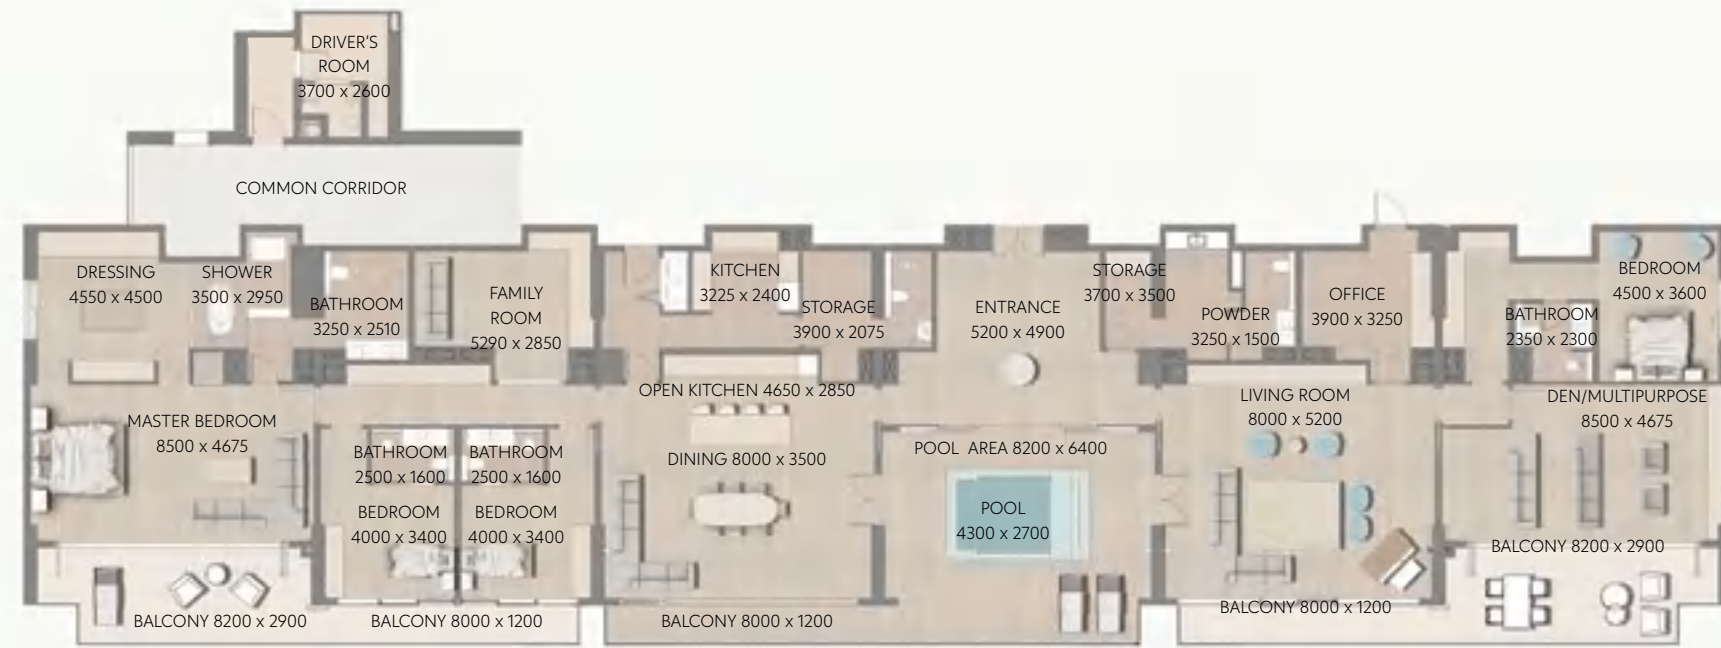 DRIVER'S
ROOM
3700 x 2600
COMMON CORRIDOR
DRESSING
4550 x 4500
SHOWER
3500 x 2950
BATHROOM
3250 x 2510
FAMILY
ROOM
5290 x 2850
KITCHEN
3225 x 2400
STORAGE
3900 x 2075
ENTRANCE
5200 x 4900
STORAGE
3700 x 3500
POWDER
3250 x 1500
OFFICE
3900 x 3250
BATHROOM
2350 x 2300
BEDROOM
4500 x 3600
MASTER BEDROOM
8500 x 4675
BATHROOM
2500 x 1600
BATHROOM
2500 x 1600
BEDROOM
4000 x 3400
BEDROOM
4000 x 3400
OPEN KITCHEN 4650 x 2850
DINING 8000 x 3500
POOL AREA 8200 x 6400
POOL
4300 x 2700
LIVING ROOM
8000 x 5200
DEN/MULTIPURPOSE
8500 x 4675
BALCONY 8200 x 2900
BALCONY 8000 x 1200
BALCONY 8000 x 1200
BALCONY 8000 x 1200
BALCONY 8200 x 2900